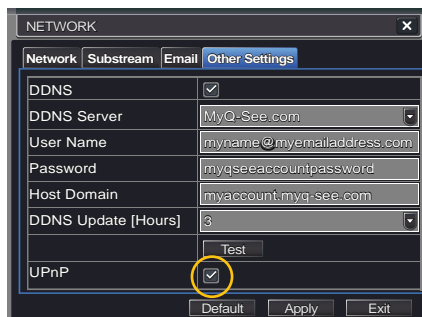 NETWORK
Network Substream Email Other Settings
DDNS
DDNS Server MyQ-See.com
User Name myname@myemailaddress.com
Password myqseeaccountpassword
Host Domain myaccount.myq-see.com
DDNS Update [Hours] 3
Test
UPnP
Default Apply Exit